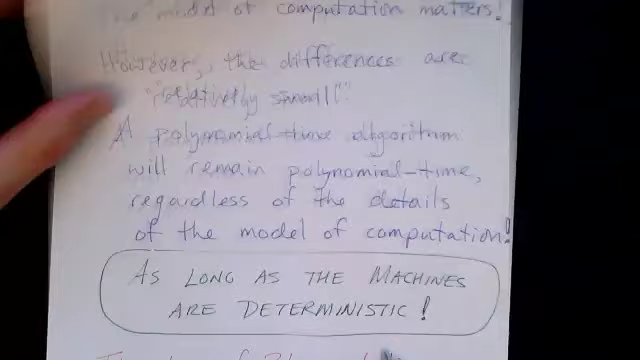 The model of computation matters!
However, the differences are
"relatively small"
A polynomial-time algorithm
will remain polynomial-time,
regardless of the details
of the model of computation!
AS LONG AS THE MACHINES
ARE DETERMINISTIC!